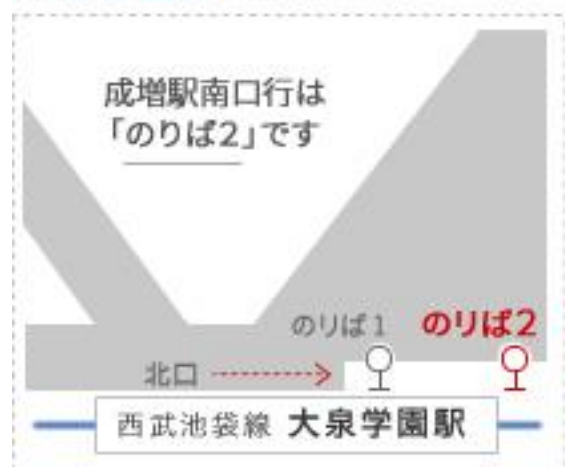 成増駅南口行は
「のりば2」です
のりば1
のりば2
北口
西武池袋線 大泉学園駅